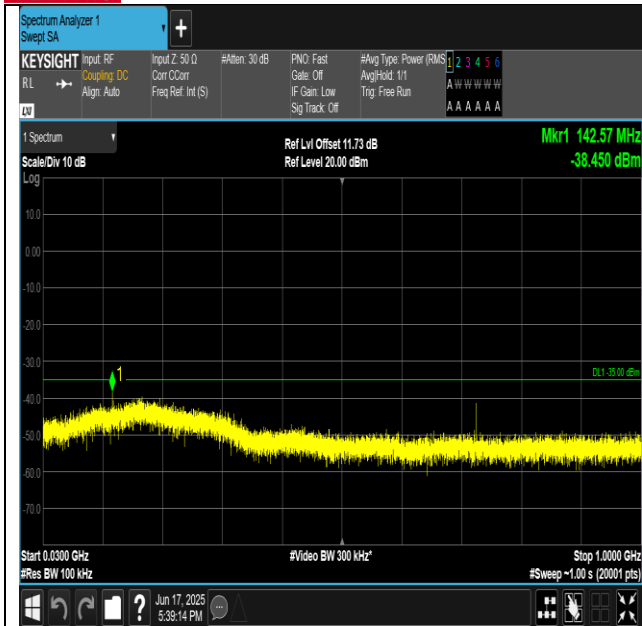 Spectrum Analyzer 1
Swept SA
+
KEYSIGHT
RL
LXI
Input: RF
Coupling: DC
Align: Auto
Input Z: 50 Ω
Corr CCorr
Freq Ref: Int (S)
#Atten: 30 dB
PNO: Fast
Gate: Off
IF Gain: Low
Sig Track: Off
#Avg Type: Power (RMS
Avg|Hold: 1/1
Trig: Free Run
1 2 3 4 5 6
A W W W W W
A A A A A A
1 Spectrum
Scale/Div 10 dB
Log
Ref Lvl Offset 11.73 dB
Ref Level 20.00 dBm
Mkr1 142.57 MHz
-38.450 dBm
10.0
0.00
-10.0
-20.0
-30.0
1
DL1 -35.00 dBm
-40.0
-50.0
-60.0
-70.0
Start 0.0300 GHz
#Video BW 300 kHz*
Stop 1.0000 GHz
#Res BW 100 kHz
#Sweep ~1.00 s (20001 pts)
?
Jun 17, 2025
5:39:14 PM